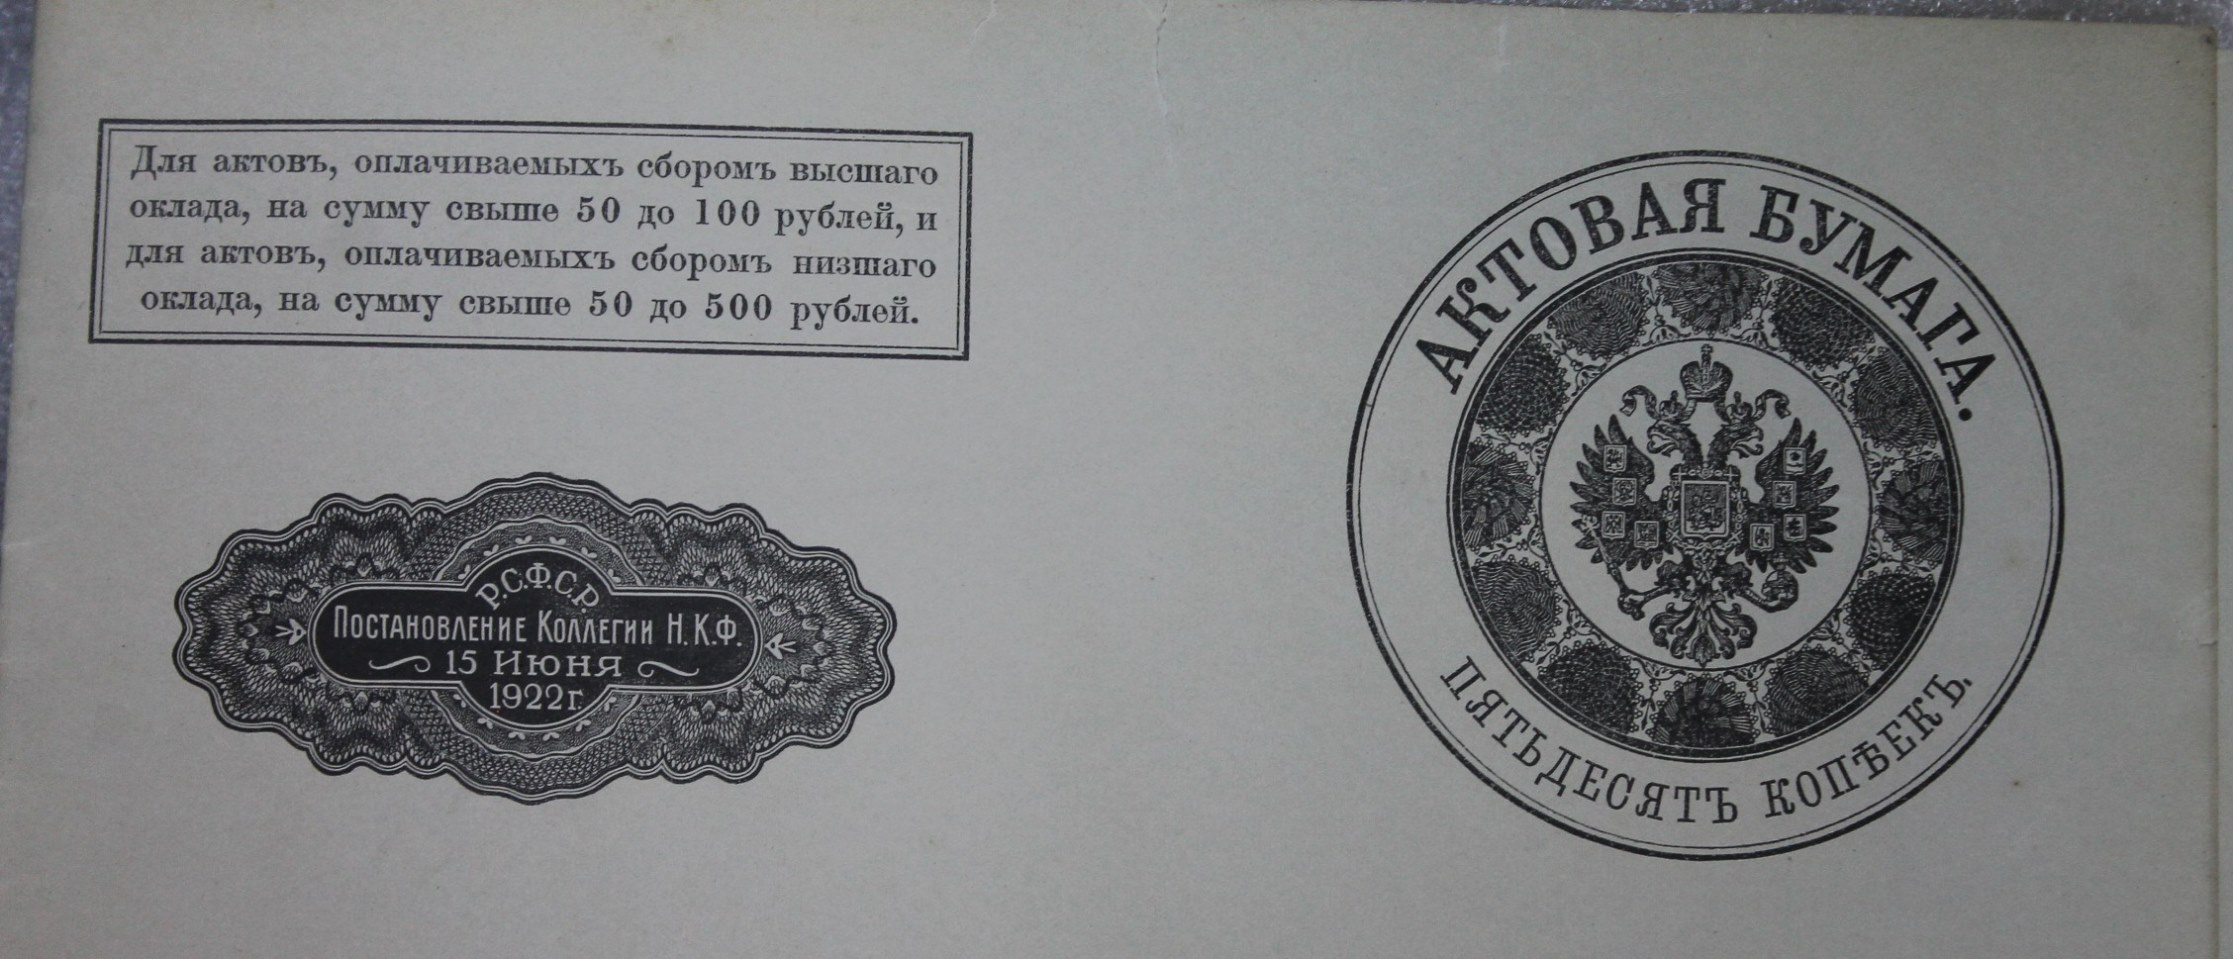 Для актовъ, оплачиваемыхъ сборомъ высшаго
оклада, на сумму свыше 50 до 100 рублей, и
для актовъ, оплачиваемыхъ сборомъ низшаго
оклада, на сумму свыше 50 до 500 рублей.
Р.С.Ф.С.Р.
Постановление Коллегии Н.К.Ф.
15 Июня
1922г.
АКТОВАЯ БУМАГА.
ПЯТЬДЕСЯТЪ КОПѢЕКЪ.